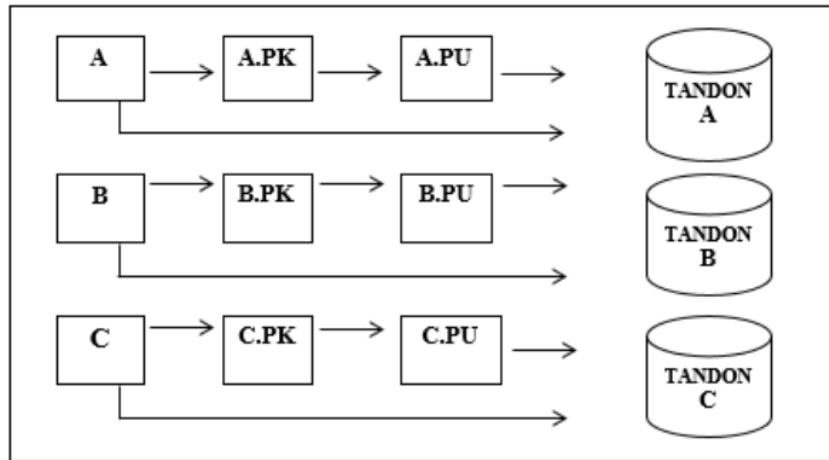 A
A.PK
A.PU
TANDON
A
B
B.PK
B.PU
TANDON
B
C
C.PK
C.PU
TANDON
C